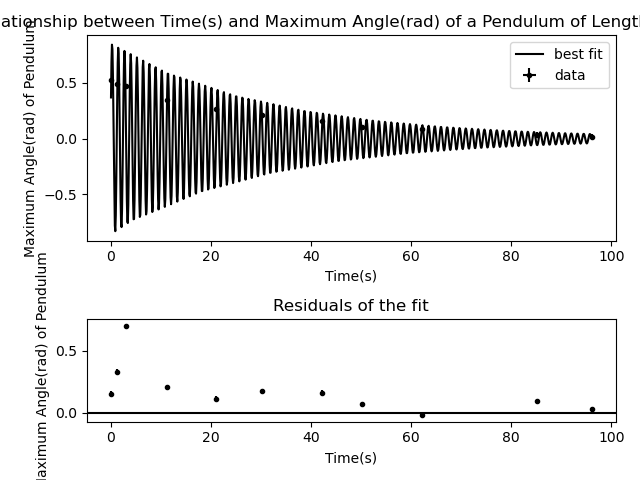 ationship between Time(s) and Maximum Angle(rad) of a Pendulum of Lengt
Maximum Angle(rad) of Pendulum
0.5
0.0
−0.5
best fit
data
0 20 40 60 80 100
Time(s)
Residuals of the fit
aximum Angle(rad) of Pendulum
0.5
0.0
0 20 40 60 80 100
Time(s)